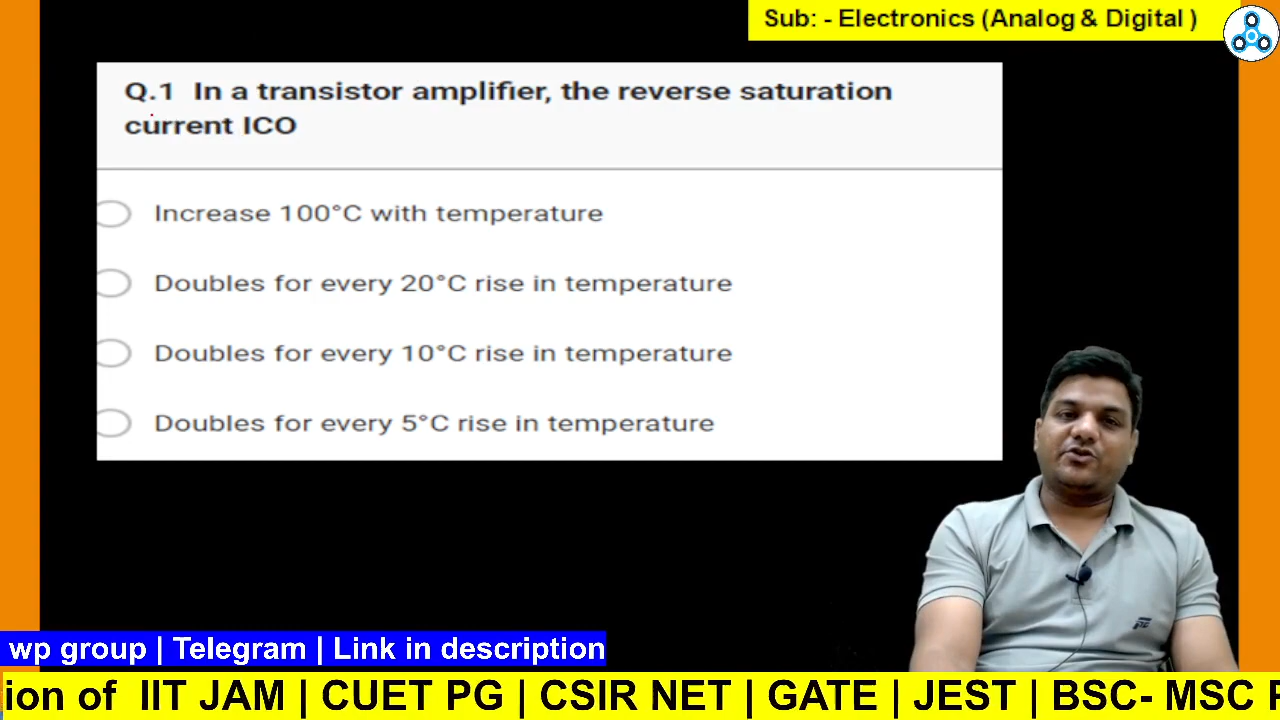 Sub: - Electronics (Analog & Digital )
Q.1 In a transistor amplifier, the reverse saturation
current ICO
Increase 100°C with temperature
Doubles for every 20°C rise in temperature
Doubles for every 10°C rise in temperature
Doubles for every 5°C rise in temperature
wp group | Telegram | Link in description
ion of IIT JAM | CUET PG | CSIR NET | GATE | JEST | BSC- MSC